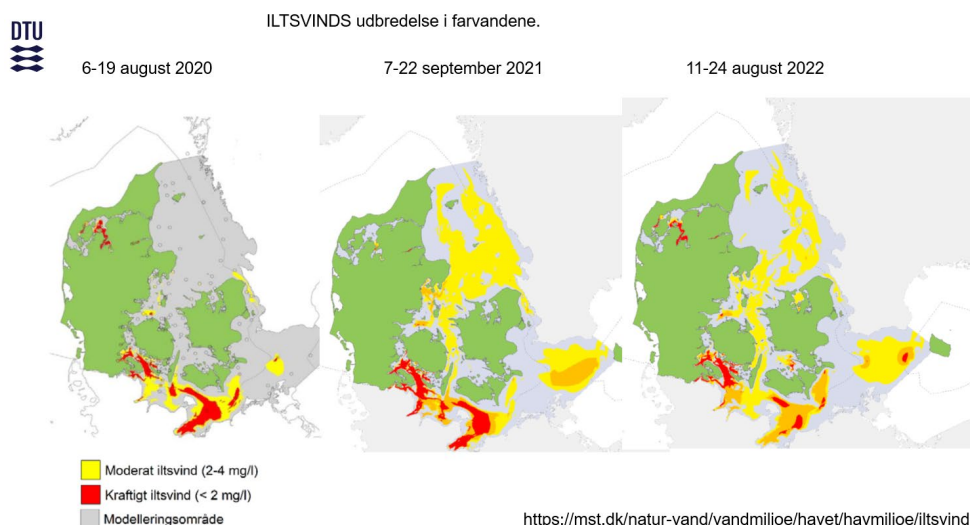 DTU
ILTSVINDS udbredelse i farvandene.
6-19 august 2020
7-22 september 2021
11-24 august 2022
Moderat iltsvind (2-4 mg/l)
Kraftigt iltsvind (< 2 mg/l)
Modelleringsområde
https://mst.dk/natur-vand/vandmiljoe/havet/havmiljoe/iltsvind